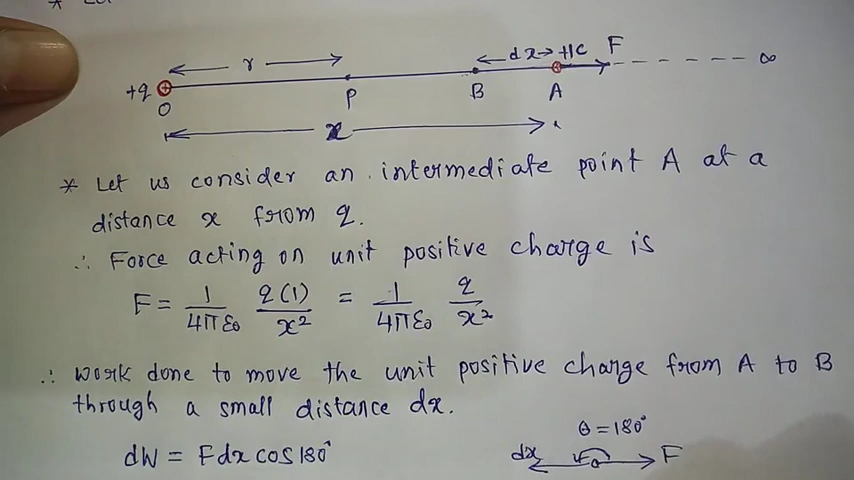 r dx +1C F
+q O P B A ∞
x
* Let us consider an intermediate point A at a
distance x from q.
∴ Force acting on unit positive charge is
F = 1/4πε₀ q(1)/x² = 1/4πε₀ q/x²
∴ work done to move the unit positive charge from A to B
through a small distance dx.
θ = 180°
dW = Fdx cos 180° dx F